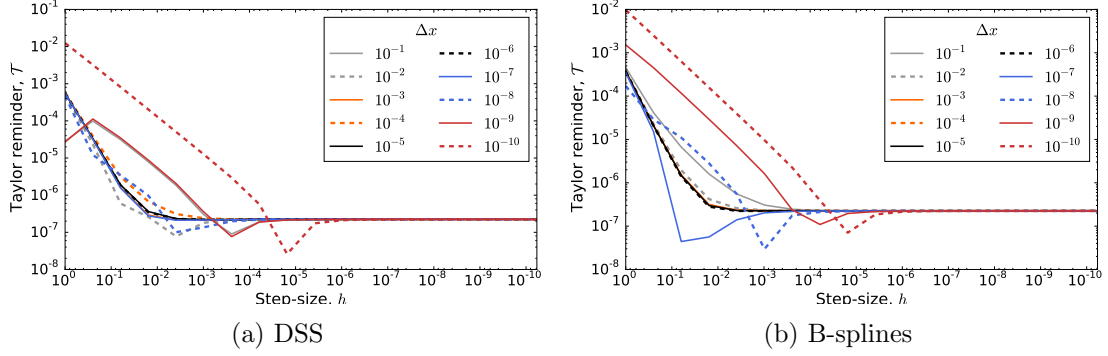 10^{-1}
10^{-2}
10^{-3}
10^{-4}
10^{-5}
10^{-6}
10^{-7}
10^{-8}
Taylor reminder, 𝒯
Δx
10^{-1} 10^{-6}
10^{-2} 10^{-7}
10^{-3} 10^{-8}
10^{-4} 10^{-9}
10^{-5} 10^{-10}
10^{0} 10^{-1} 10^{-2} 10^{-3} 10^{-4} 10^{-5} 10^{-6} 10^{-7} 10^{-8} 10^{-9} 10^{-10}
Step-size, h
(a) DSS
10^{-2}
10^{-3}
10^{-4}
10^{-5}
10^{-6}
10^{-7}
10^{-8}
Taylor reminder, 𝒯
Δx
10^{-1} 10^{-6}
10^{-2} 10^{-7}
10^{-3} 10^{-8}
10^{-4} 10^{-9}
10^{-5} 10^{-10}
10^{0} 10^{-1} 10^{-2} 10^{-3} 10^{-4} 10^{-5} 10^{-6} 10^{-7} 10^{-8} 10^{-9} 10^{-10}
Step-size, h
(b) B-splines